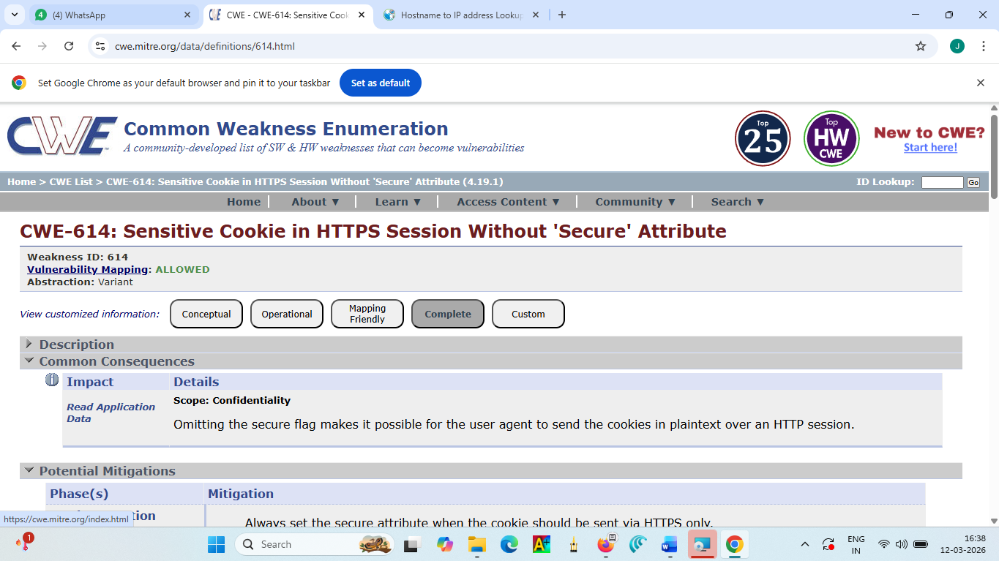 4
(4) WhatsApp
CWE - CWE-614: Sensitive Cook
Hostname to IP address Lookup
cwe.mitre.org/data/definitions/614.html
J
Set Google Chrome as your default browser and pin it to your taskbar
Set as default
CWE
TM
Common Weakness Enumeration
A community-developed list of SW & HW weaknesses that can become vulnerabilities
Top
25
Top
HW
CWE
New to CWE?
Start here!
Home > CWE List > CWE-614: Sensitive Cookie in HTTPS Session Without 'Secure' Attribute (4.19.1)
ID Lookup:
Go
Home
About ▼
Learn ▼
Access Content ▼
Community ▼
Search ▼
CWE-614: Sensitive Cookie in HTTPS Session Without 'Secure' Attribute
Weakness ID: 614
Vulnerability Mapping: ALLOWED
Abstraction: Variant
View customized information:
Conceptual
Operational
Mapping
Friendly
Complete
Custom
Description
Common Consequences
Impact
Details
Read Application
Data
Scope: Confidentiality
Omitting the secure flag makes it possible for the user agent to send the cookies in plaintext over an HTTP session.
Potential Mitigations
Phase(s)
Mitigation
Always set the secure attribute when the cookie should be sent via HTTPS only.
https://cwe.mitre.org/index.html
1
Search
ENG
IN
16:38
12-03-2026